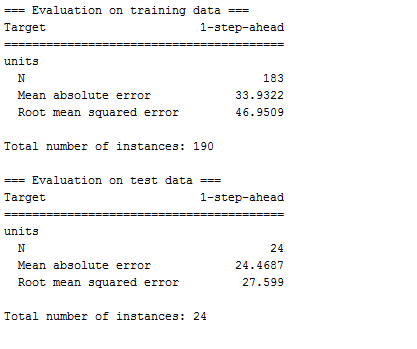 === Evaluation on training data ===
Target 1-step-ahead
========================================
units
N 183
Mean absolute error 33.9322
Root mean squared error 46.9509
Total number of instances: 190
=== Evaluation on test data ===
Target 1-step-ahead
========================================
units
N 24
Mean absolute error 24.4687
Root mean squared error 27.599
Total number of instances: 24